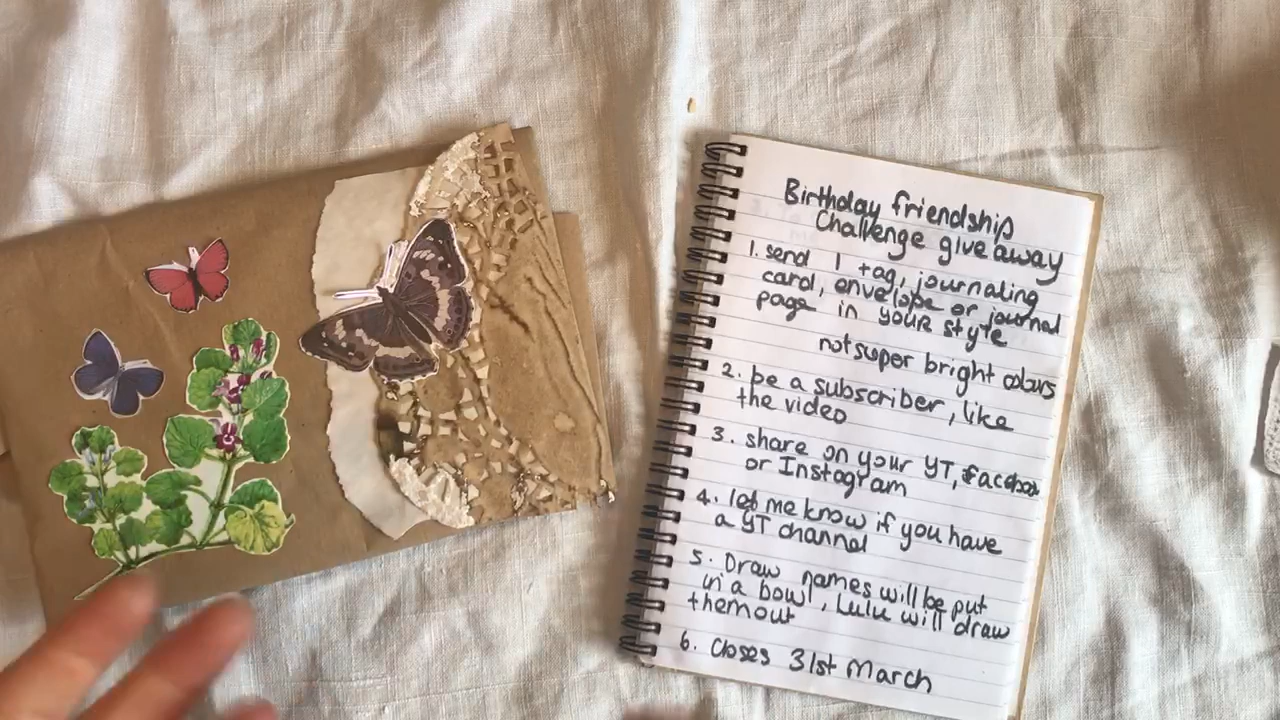 Birthday friendship
Challenge give away
1. send 1 tag, journaling
card, envelope or journal
page in your style
not super bright colours
2. be a subscriber, like
the video
3. share on your YT, facebook
or Instagram
4. let me know if you have
a YT channel
5. Draw names will be put
in a bowl, Lulu will draw
them out
6. Closes 31st March